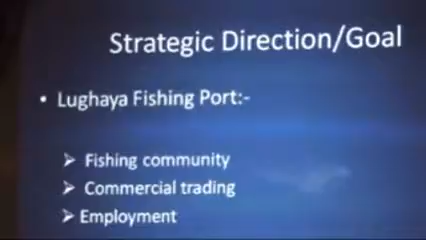 Strategic Direction/Goal
• Lughaya Fishing Port:-
➢ Fishing community
➢ Commercial trading
➢ Employment